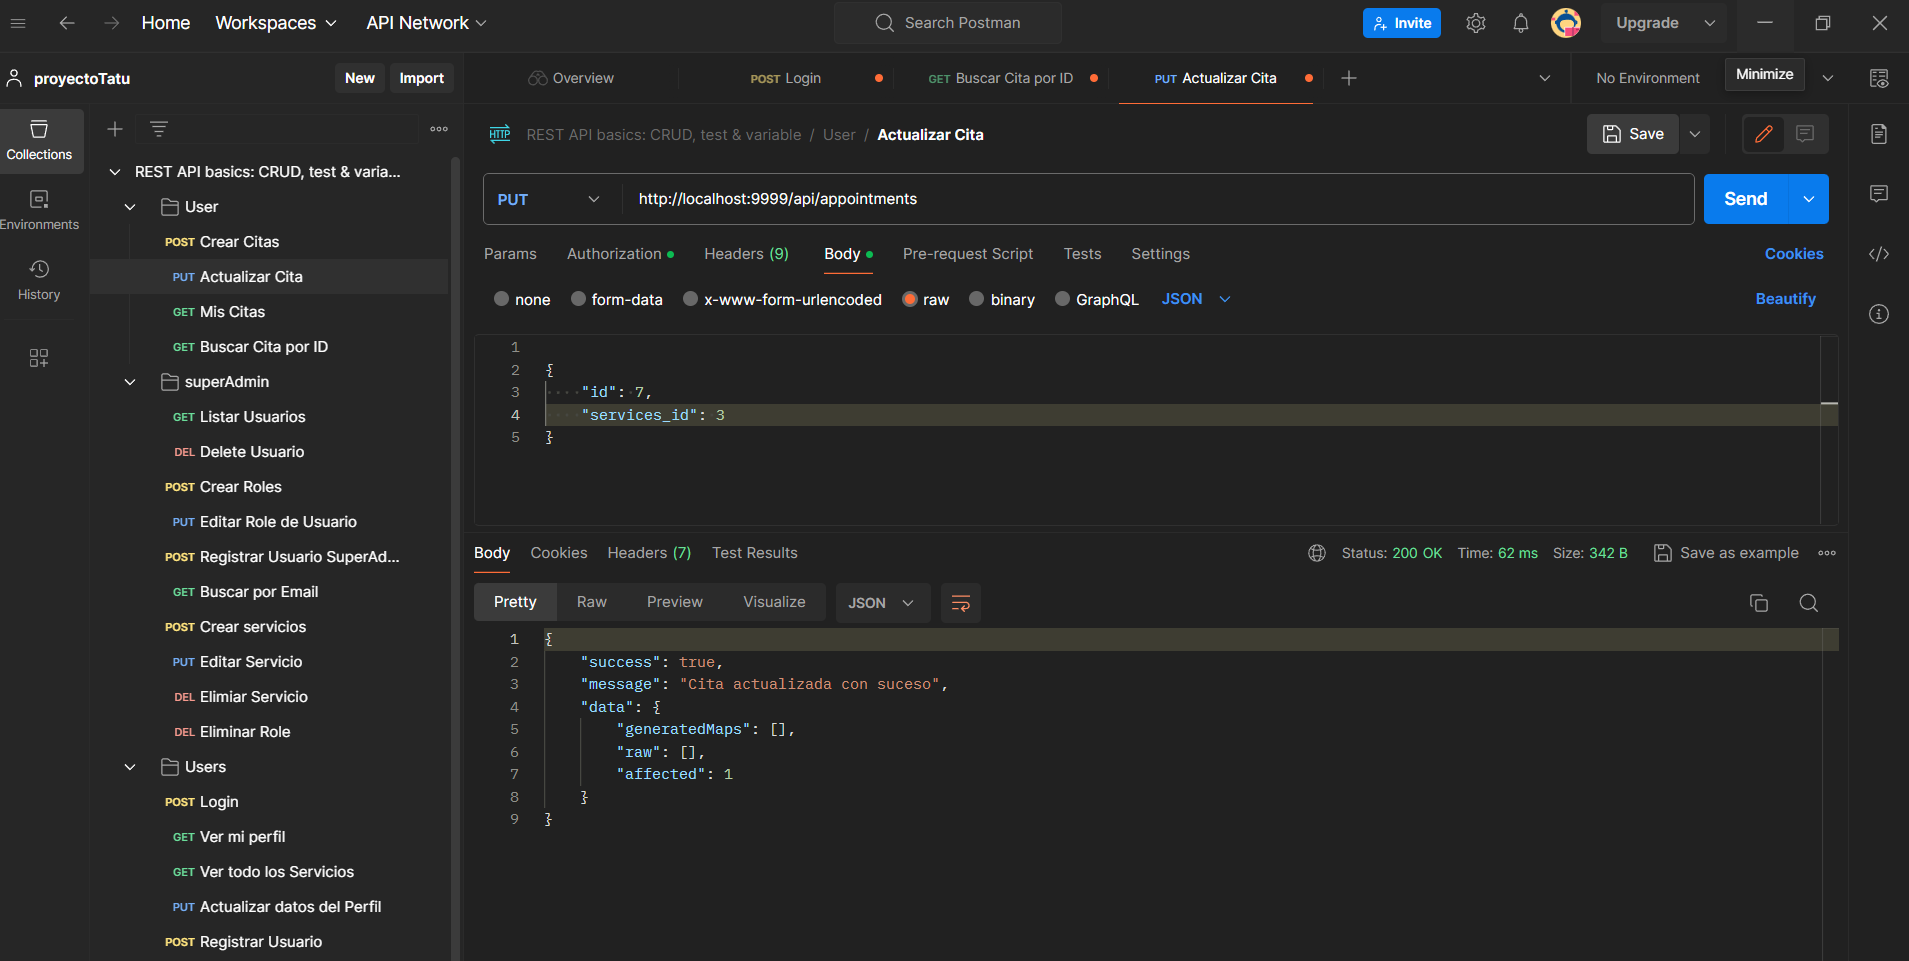 Home Workspaces API Network Search Postman Invite Upgrade
proyectoTatu New Import Overview POST Login GET Buscar Cita por ID PUT Actualizar Cita No Environment Minimize
Collections
Environments
History
REST API basics: CRUD, test & varia...
User
POST Crear Citas
PUT Actualizar Cita
GET Mis Citas
GET Buscar Cita por ID
superAdmin
GET Listar Usuarios
DEL Delete Usuario
POST Crear Roles
PUT Editar Role de Usuario
POST Registrar Usuario SuperAd...
GET Buscar por Email
POST Crear servicios
PUT Editar Servicio
DEL Elimiar Servicio
DEL Eliminar Role
Users
POST Login
GET Ver mi perfil
GET Ver todo los Servicios
PUT Actualizar datos del Perfil
POST Registrar Usuario
HTTP REST API basics: CRUD, test & variable / User / Actualizar Cita Save
PUT http://localhost:9999/api/appointments Send
Params Authorization Headers (9) Body Pre-request Script Tests Settings Cookies
none form-data x-www-form-urlencoded raw binary GraphQL JSON Beautify
1
2 {
3 "id": 7,
4 "services_id": 3
5 }
Body Cookies Headers (7) Test Results Status: 200 OK Time: 62 ms Size: 342 B Save as example
Pretty Raw Preview Visualize JSON
1 {
2 "success": true,
3 "message": "Cita actualizada con suceso",
4 "data": {
5 "generatedMaps": [],
6 "raw": [],
7 "affected": 1
8 }
9 }